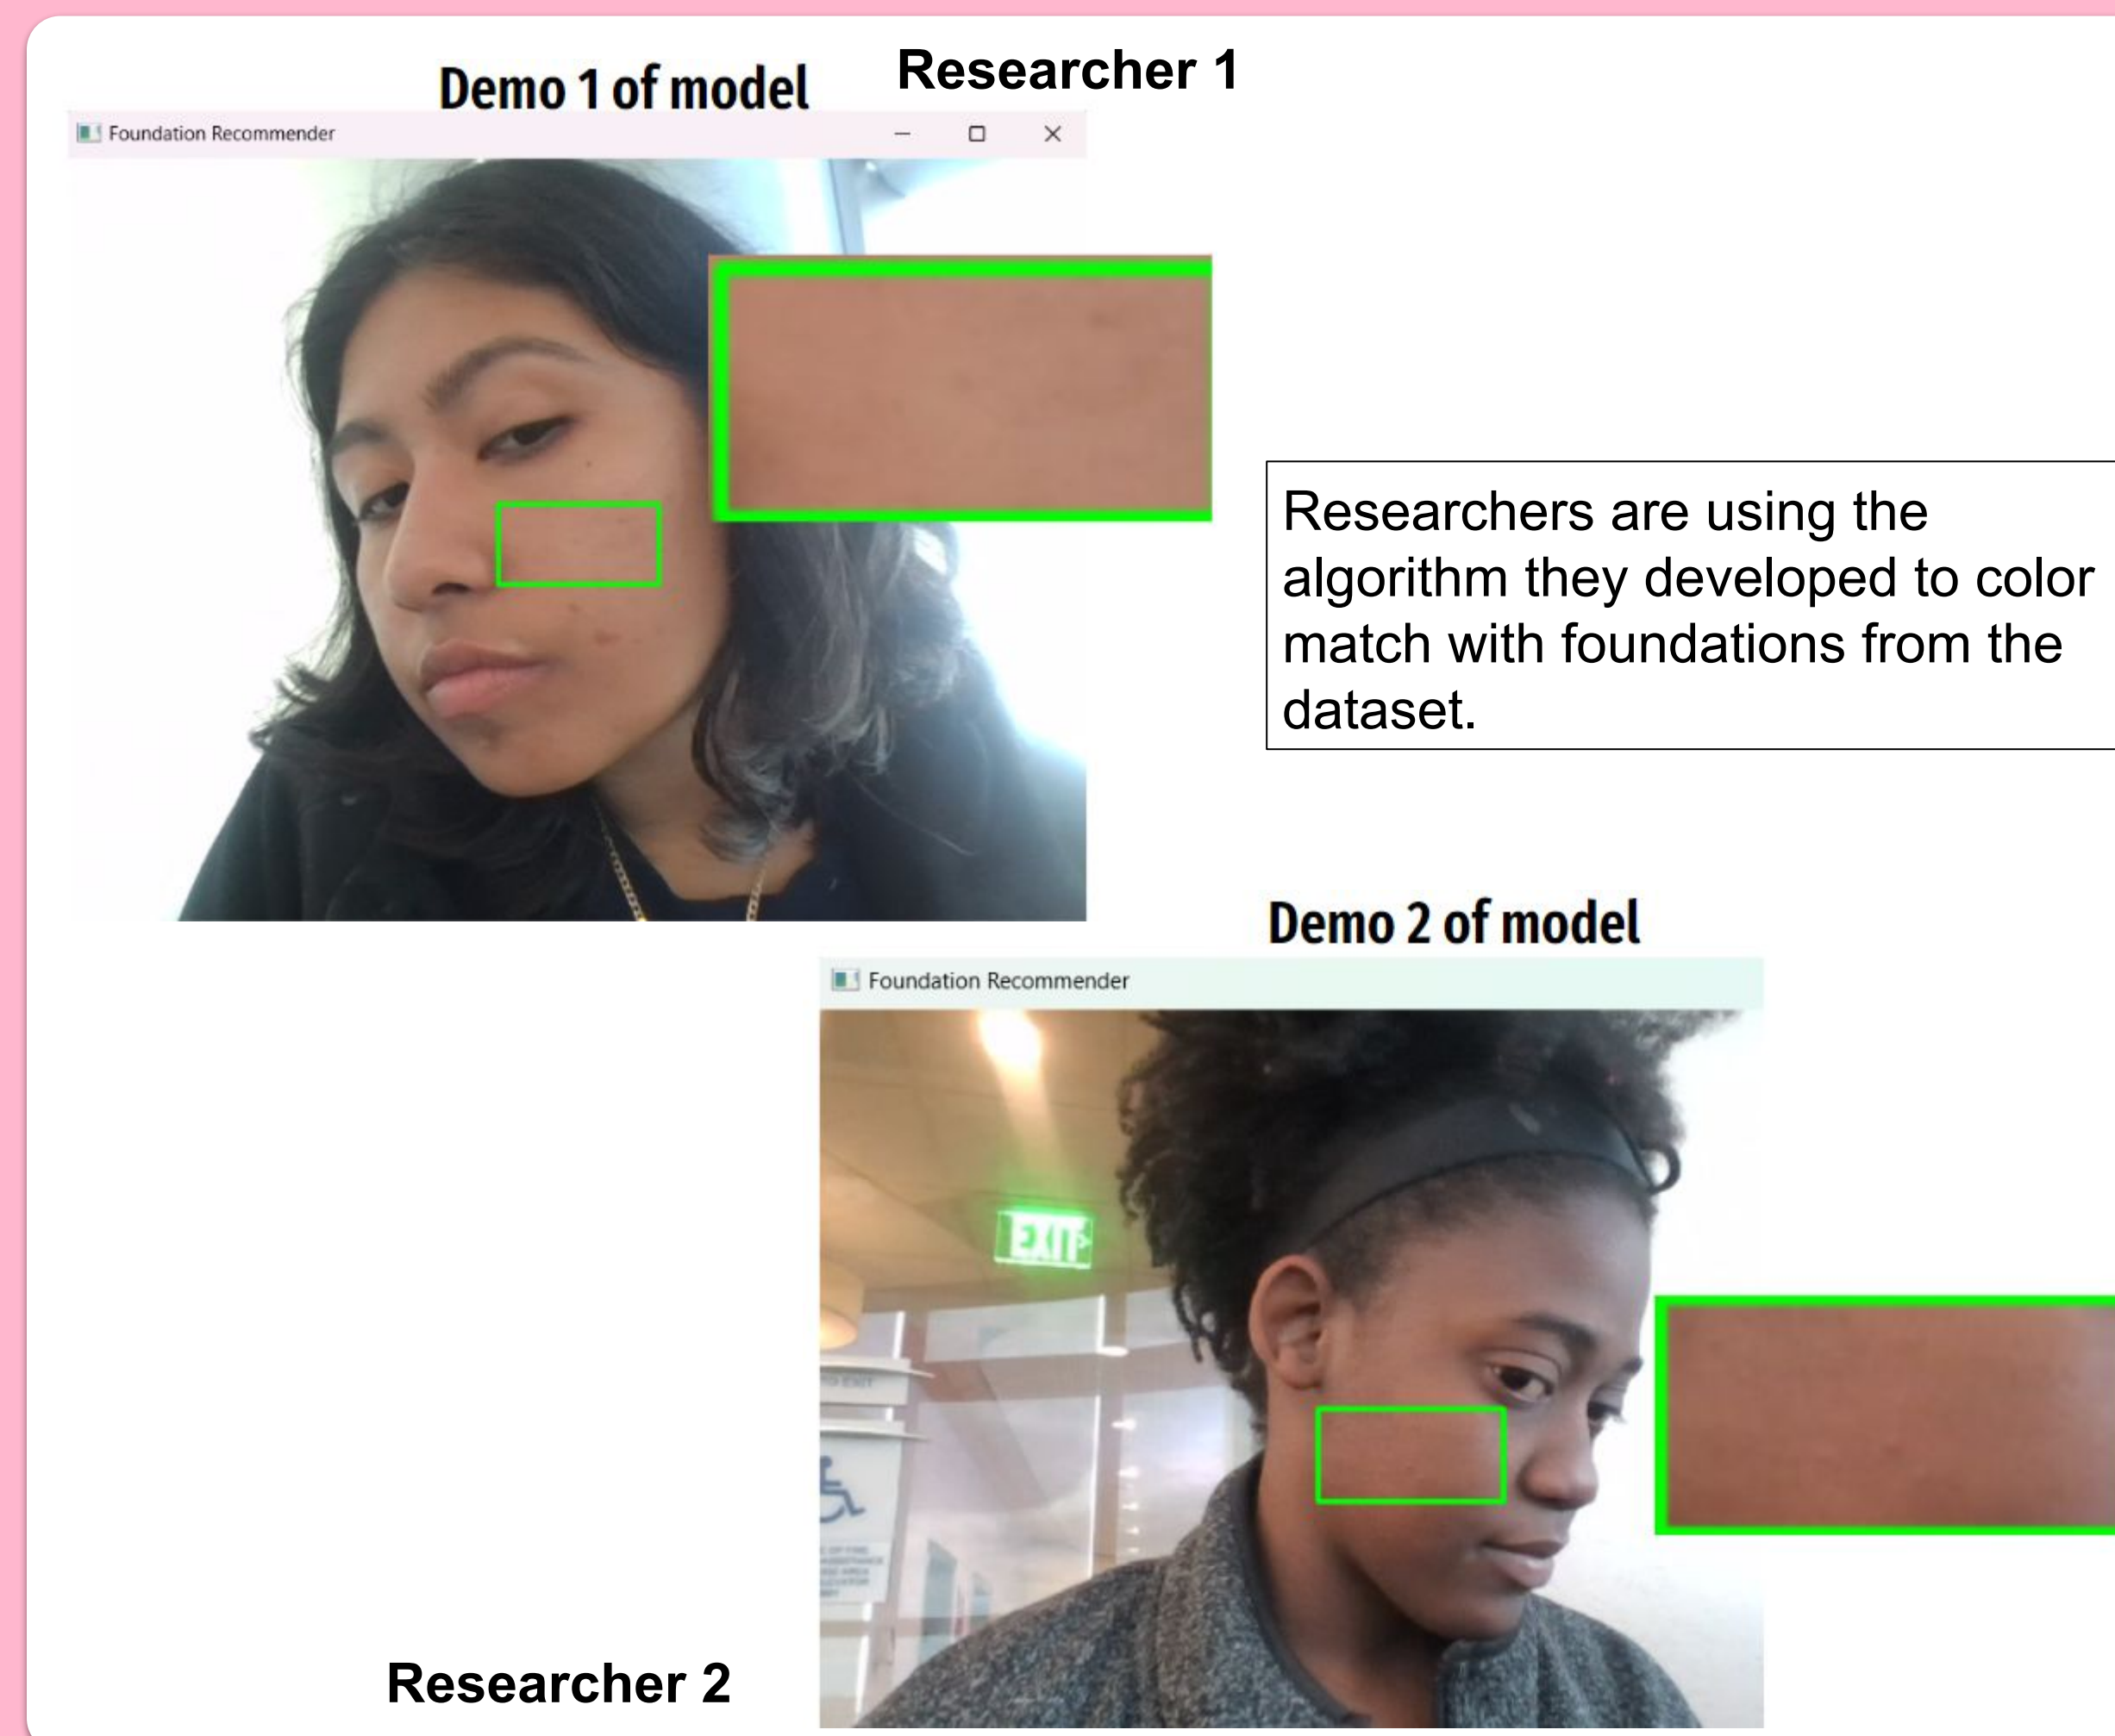 Researcher 1
Demo 1 of model
Foundation Recommender
Researchers are using the
algorithm they developed to color
match with foundations from the
dataset.
Demo 2 of model
Foundation Recommender
EXIT
Researcher 2